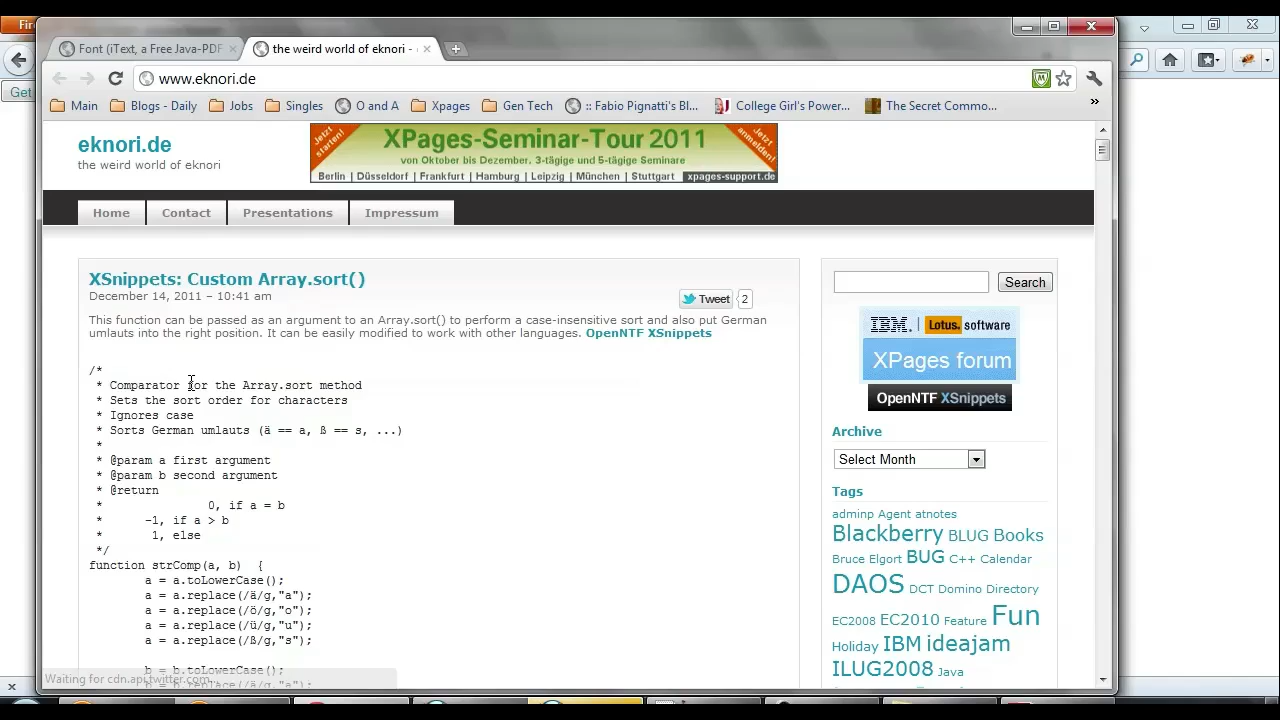 Fire
Font (iText, a Free Java-PDF
the weird world of eknori -
www.eknori.de
Get
Main
Blogs - Daily
Jobs
Singles
O and A
Xpages
Gen Tech
:: Fabio Pignatti's Bl...
College Girl's Power...
The Secret Commo...
»
eknori.de
the weird world of eknori
Jetzt starten!
XPages-Seminar-Tour 2011
von Oktober bis Dezember, 3-tägige und 5-tägige Seminare
Berlin | Düsseldorf | Frankfurt | Hamburg | Leipzig | München | Stuttgart
xpages-support.de
Jetzt anmelden!
Home
Contact
Presentations
Impressum
XSnippets: Custom Array.sort()
December 14, 2011 – 10:41 am
Tweet 2
This function can be passed as an argument to an Array.sort() to perform a case-insensitive sort and also put German
umlauts into the right position. It can be easily modified to work with other languages. OpenNTF XSnippets
/*
* Comparator for the Array.sort method
* Sets the sort order for characters
* Ignores case
* Sorts German umlauts (ä == a, ß == s, ...)
*
* @param a first argument
* @param b second argument
* @return
* 0, if a = b
* -1, if a > b
* 1, else
*/
function strComp(a, b) {
a = a.toLowerCase();
a = a.replace(/ä/g,"a");
a = a.replace(/ö/g,"o");
a = a.replace(/ü/g,"u");
a = a.replace(/ß/g,"s");
b = b.toLowerCase();
b = b.replace(/ä/g,"a");
Waiting for cdn.api.twitter.com...
Search
IBM. | Lotus. software
XPages forum
OpenNTF XSnippets
Archive
Select Month
Tags
adminp Agent atnotes
Blackberry BLUG Books
Bruce Elgort BUG C++ Calendar
DAOS DCT Domino Directory
EC2008 EC2010 Feature Fun
Holiday IBM ideajam
ILUG2008 Java